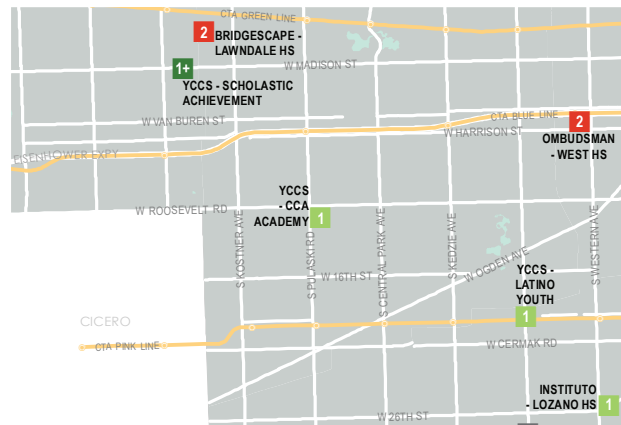 CTA GREEN LINE
2
BRIDGESCAPE -
LAWNDALE HS
1+
W MADISON ST
YCCS - SCHOLASTIC
ACHIEVEMENT
W VAN BUREN ST
CTA BLUE LINE
2
W HARRISON ST
OMBUDSMAN
- WEST HS
EISENHOWER EXPY
YCCS
- CCA
ACADEMY
1
W ROOSEVELT RD
S KOSTNER AVE
S PULASKI RD
S CENTRAL PARK AVE
S KEDZIE AVE
W OGDEN AVE
S WESTERN AVE
W 16TH ST
YCCS -
LATINO
YOUTH
1
CICERO
CTA PINK LINE
W CERMAK RD
INSTITUTO
- LOZANO HS
1
W 26TH ST